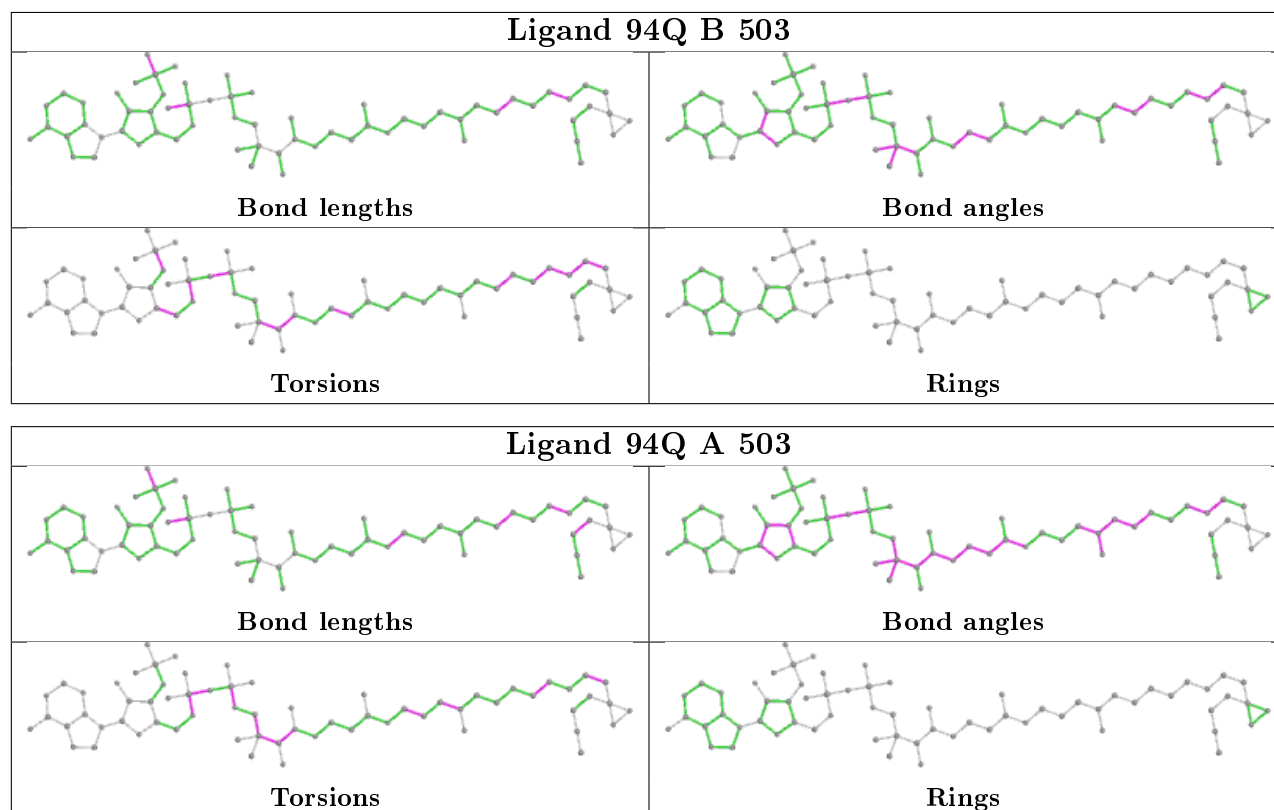 Ligand 94Q B 503
Bond lengths
Bond angles
Torsions
Rings
Ligand 94Q A 503
Bond lengths
Bond angles
Torsions
Rings